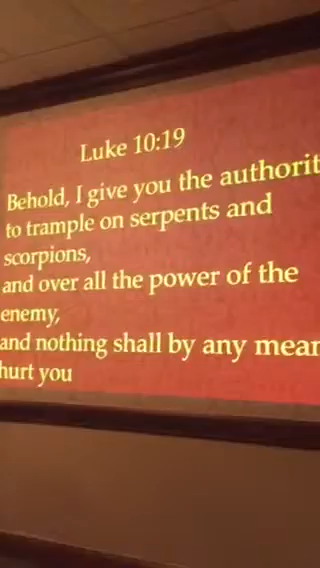 Luke 10:19
Behold, I give you the authorit
to trample on serpents and
scorpions,
and over all the power of the
enemy,
and nothing shall by any mean
hurt you